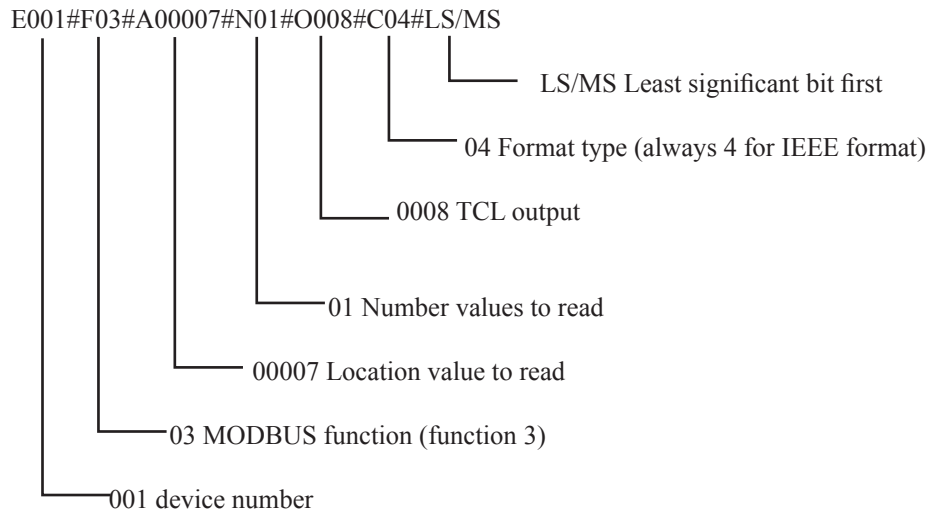 E001#F03#A00007#N01#O008#C04#LS/MS
LS/MS Least significant bit first
04 Format type (always 4 for IEEE format)
0008 TCL output
01 Number values to read
00007 Location value to read
03 MODBUS function (function 3)
001 device number